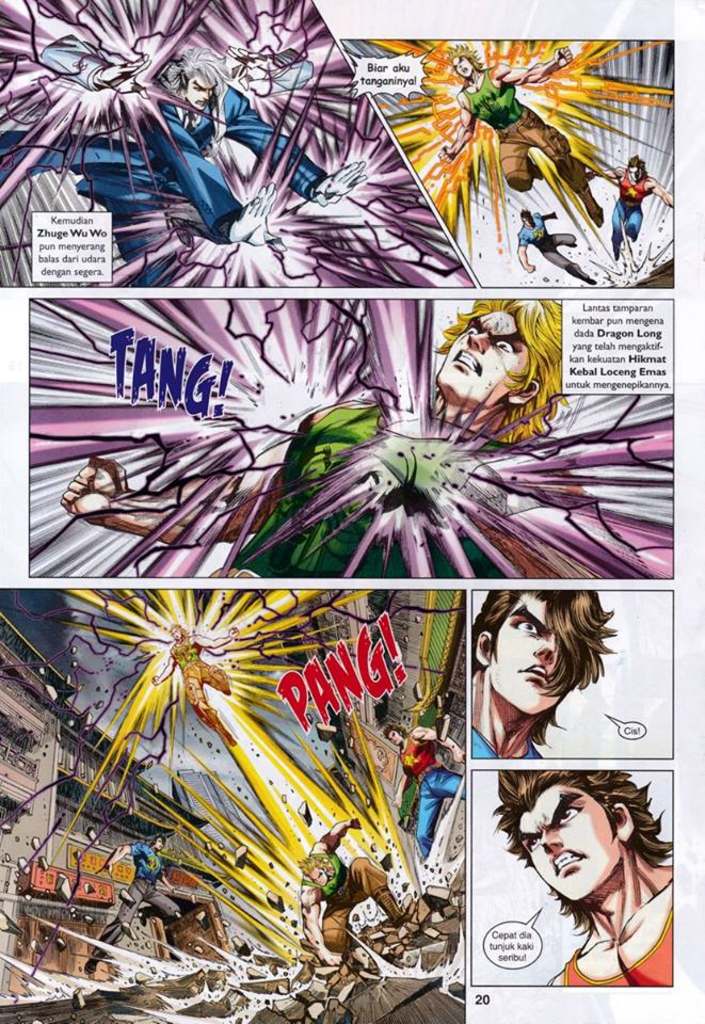 Kemudian
Zhuge Wu Wo
pun menyerang
balas dari udara
dengan segera.
Biar aku
tanganinya!
TANG!
Lantas tamparan
kembar pun mengena
dada Dragon Long
yang telah mengaktif-
kan kekuatan Hikmat
Kebal Loceng Emas
untuk mengenepikannya.
PANG!
Cis!
Cepat dia
tunjuk kaki
seribu!
20